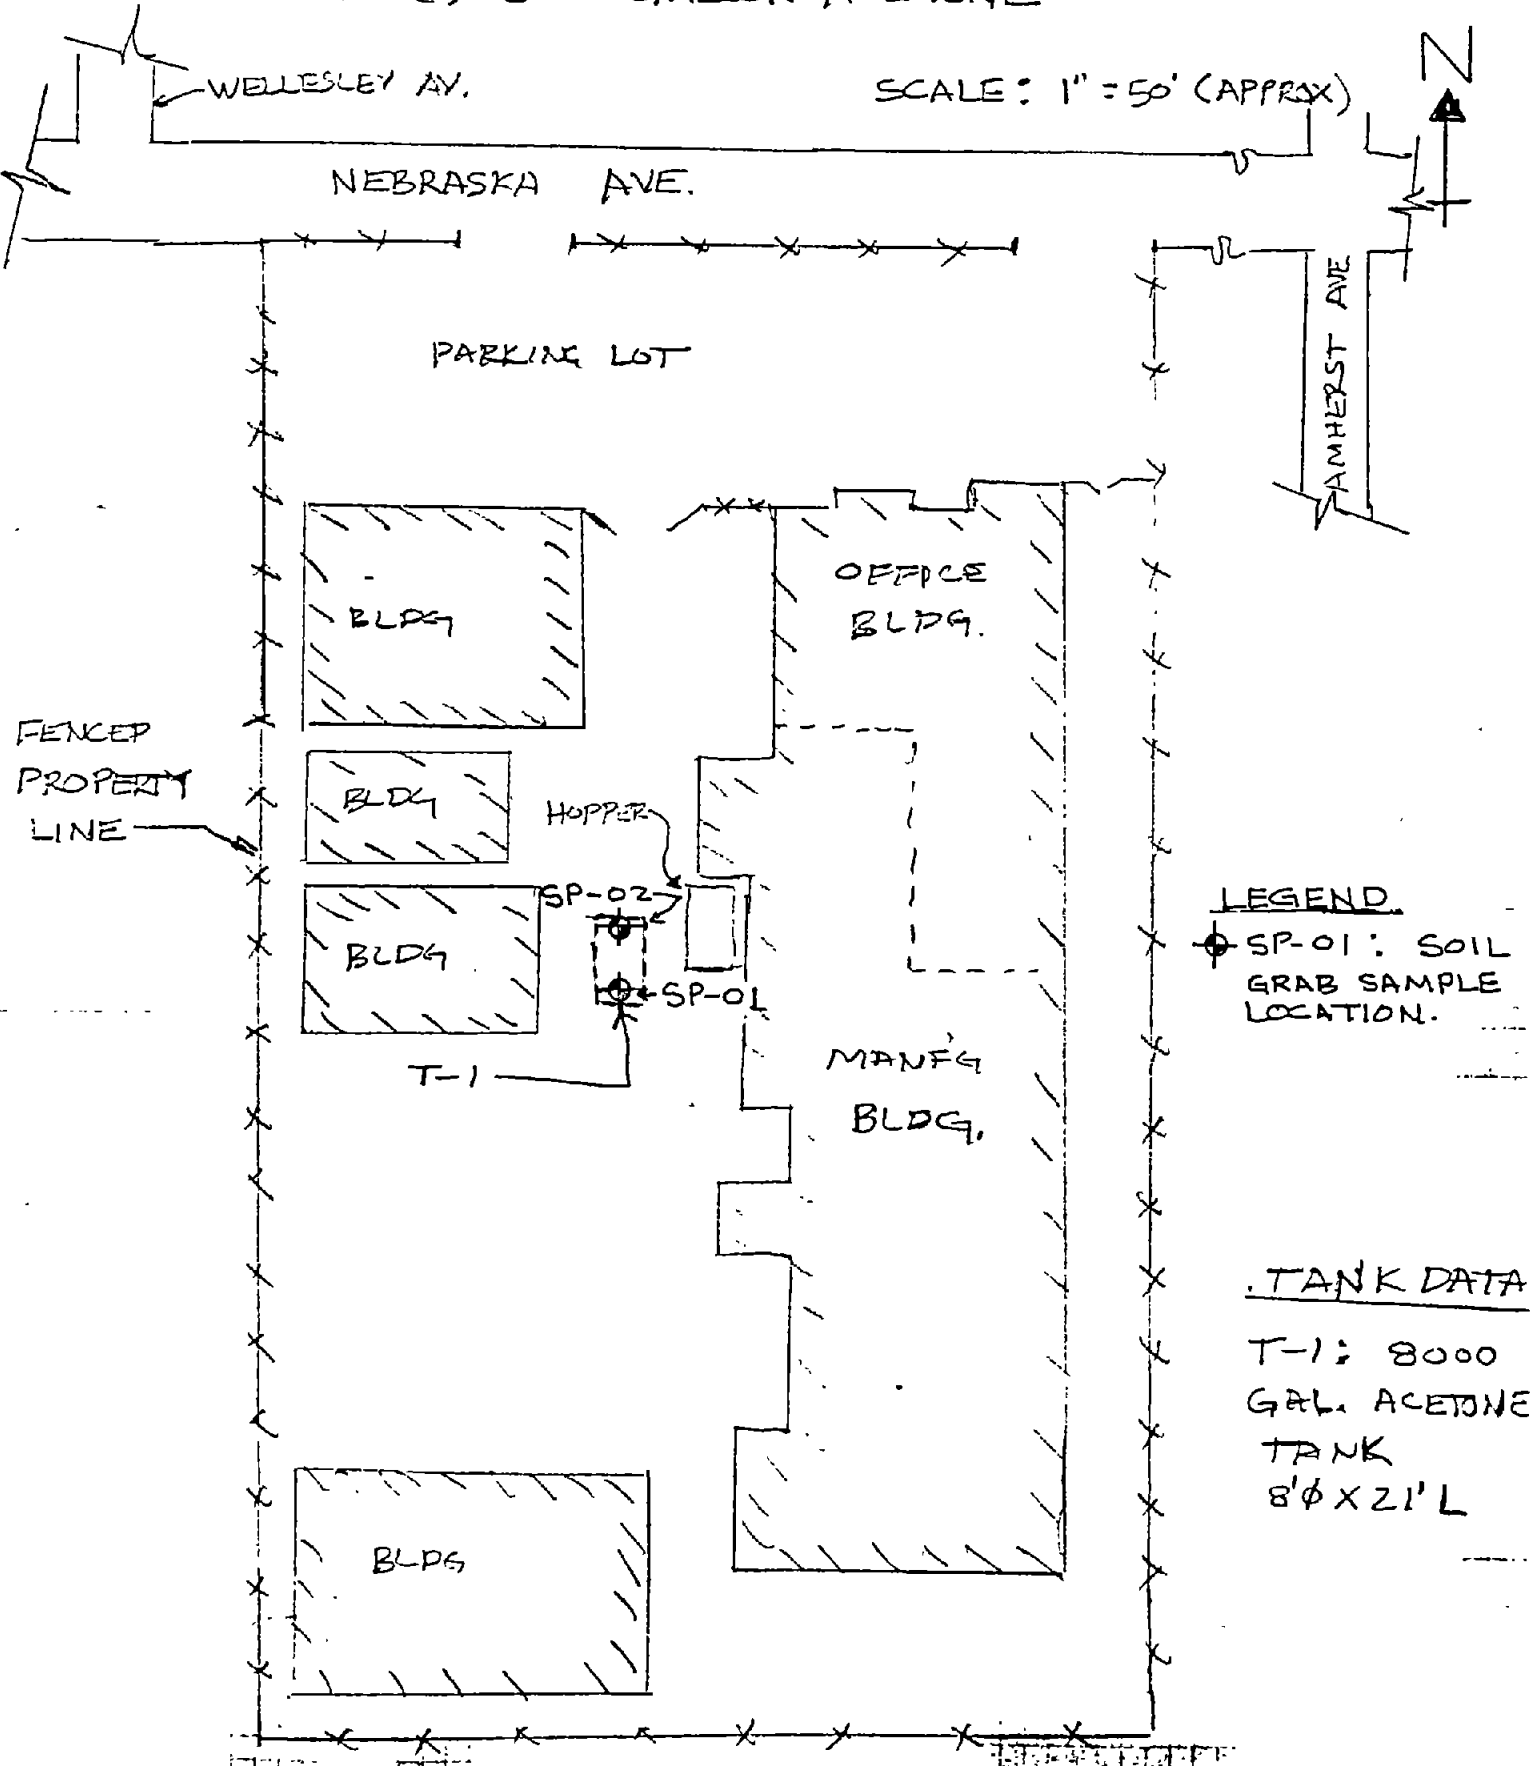 WELLESLEY AV.
SCALE: 1" = 50' (APPROX)
N
NEBRASKA AVE.
AMHERST AVE
PARKING LOT
OFFICE
BLDG.
BLDG
FENCED
PROPERTY
LINE
BLDG
HOPPER
SP-02
BLDG
SP-01
T-1
LEGEND
SP-01: SOIL
GRAB SAMPLE
LOCATION.
MANF'G
BLDG.
TANK DATA
T-1: 8000
GAL. ACETONE
TANK
8'Ø X 21' L
BLDG